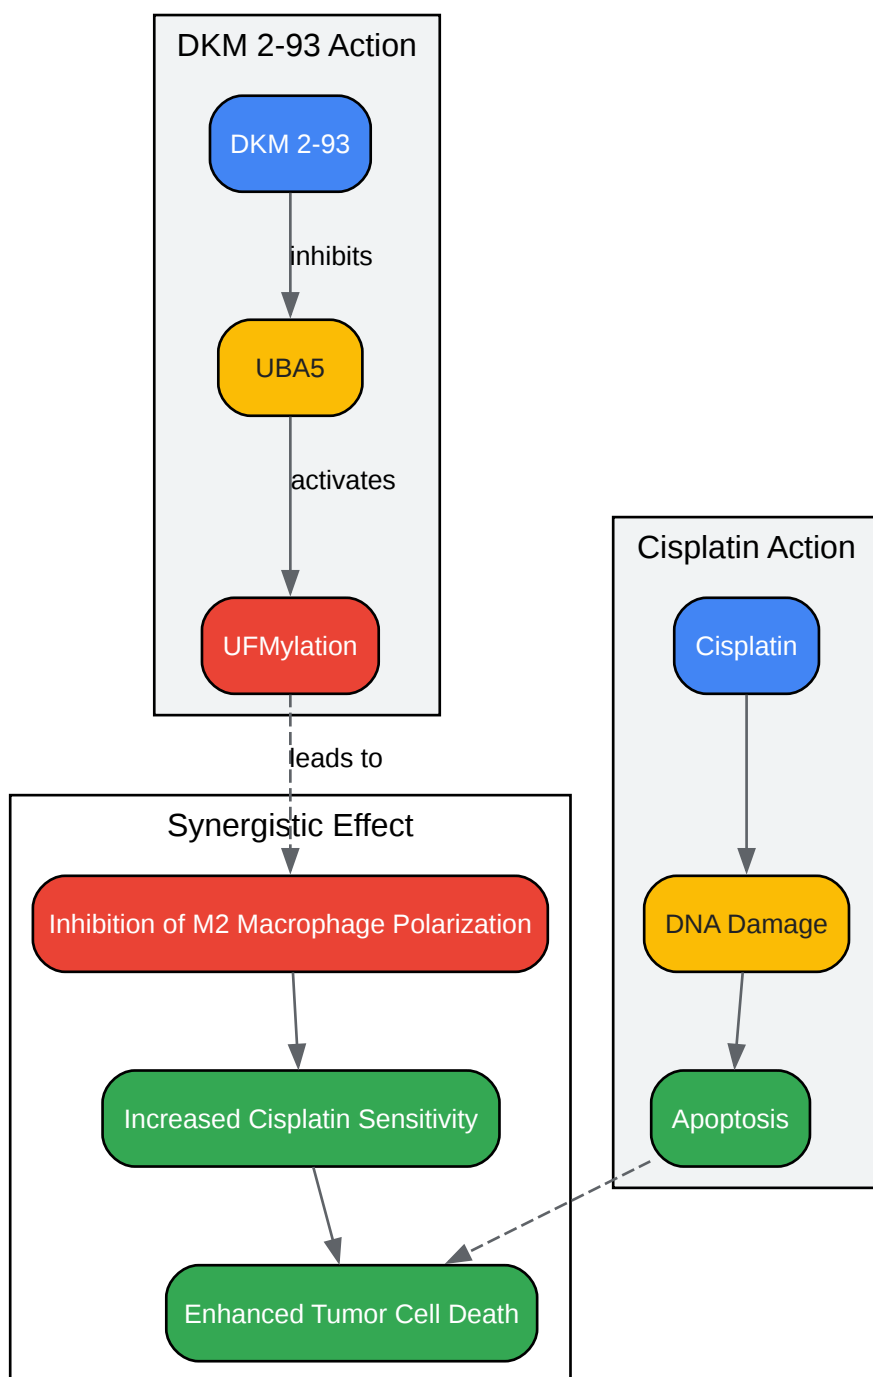 DKM 2-93 Action
DKM 2-93
inhibits
UBA5
activates
UFMylation
leads to
Cisplatin Action
Cisplatin
DNA Damage
Apoptosis
Synergistic Effect
Inhibition of M2 Macrophage Polarization
Increased Cisplatin Sensitivity
Enhanced Tumor Cell Death